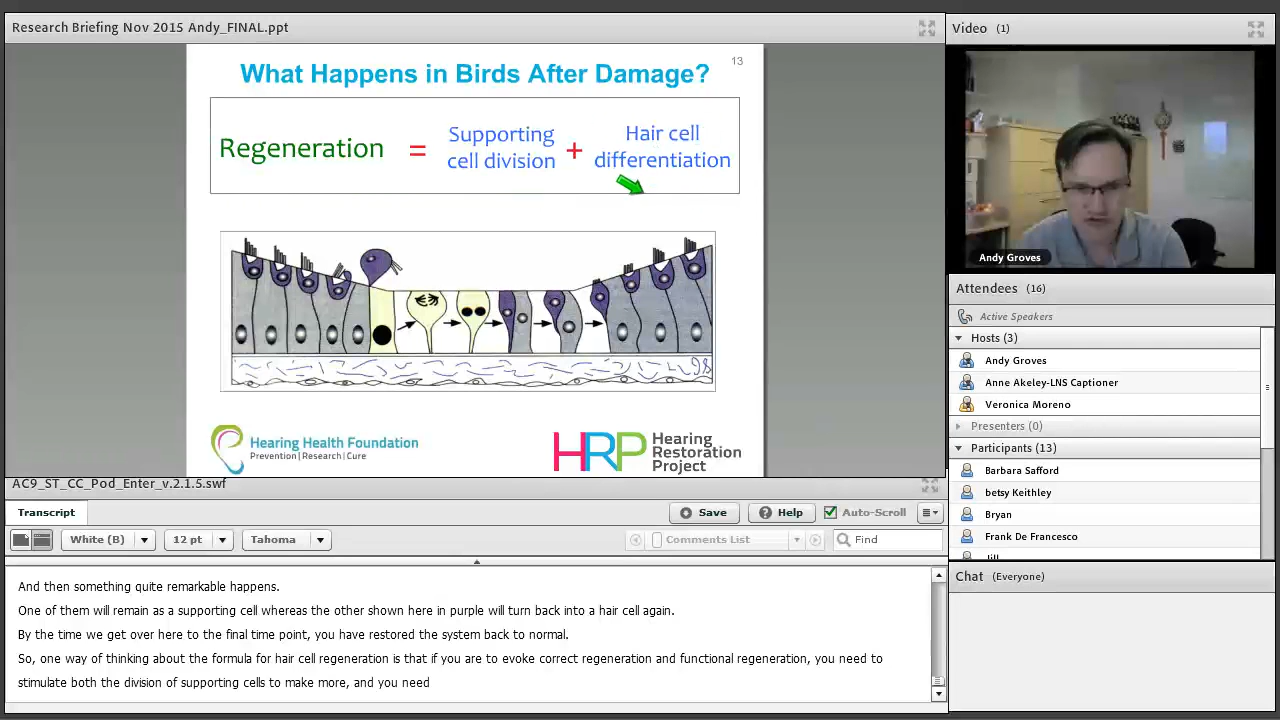 Research Briefing Nov 2015 Andy_FINAL.ppt
13
What Happens in Birds After Damage?
Regeneration = Supporting cell division + Hair cell differentiation
98
Hearing Health Foundation
Prevention|Research|Cure
HRP Hearing Restoration Project
AC9_ST_CC_Pod_Enter_v.2.1.5.swf
Transcript
Save
Help
Auto-Scroll
White (B)
12 pt
Tahoma
Comments List
Find
And then something quite remarkable happens.
One of them will remain as a supporting cell whereas the other shown here in purple will turn back into a hair cell again.
By the time we get over here to the final time point, you have restored the system back to normal.
So, one way of thinking about the formula for hair cell regeneration is that if you are to evoke correct regeneration and functional regeneration, you need to
stimulate both the division of supporting cells to make more, and you need
Video (1)
Andy Groves
Attendees (16)
Active Speakers
Hosts (3)
Andy Groves
Anne Akeley-LNS Captioner
Veronica Moreno
Presenters (0)
Participants (13)
Barbara Safford
betsy Keithley
Bryan
Frank De Francesco
Jill
Chat (Everyone)